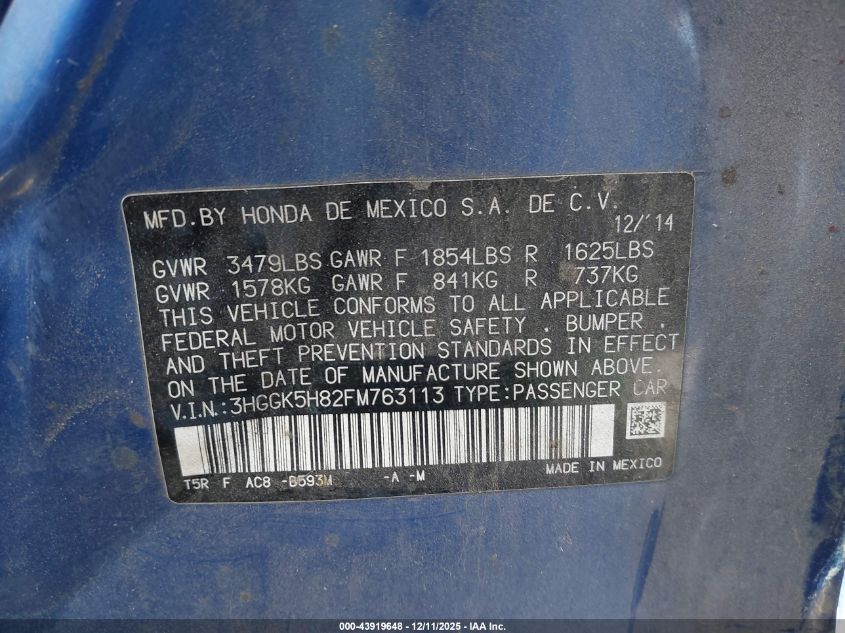 MFD.BY HONDA DE MEXICO S.A. DE C.V.
12/'14
GVWR 3479LBS GAWR F 1854LBS R 1625LBS
GVWR 1578KG GAWR F 841KG R 737KG
THIS VEHICLE CONFORMS TO ALL APPLICABLE
FEDERAL MOTOR VEHICLE SAFETY , BUMPER ,
AND THEFT PREVENTION STANDARDS IN EFFECT
ON THE DATE OF MANUFACTURE SHOWN ABOVE.
V.I.N.:3HGGK5H82FM763113 TYPE:PASSENGER CAR
T5R F AC8 -B593M -A -M
MADE IN MEXICO
000-43919648 - 12/11/2025 - IAA Inc.